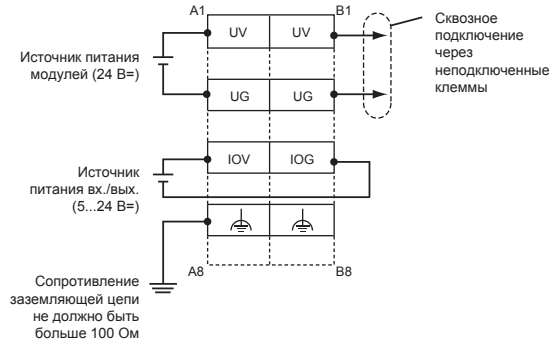 A1
B1
UV
UV
Сквозное
подключение
через
неподключенные
клеммы
Источник питания
модулей (24 В=)
UG
UG
IOV
IOG
Источник
питания вх./вых.
(5...24 В=)
A8
B8
Сопротивление
заземляющей цепи
не должно быть
больше 100 Ом